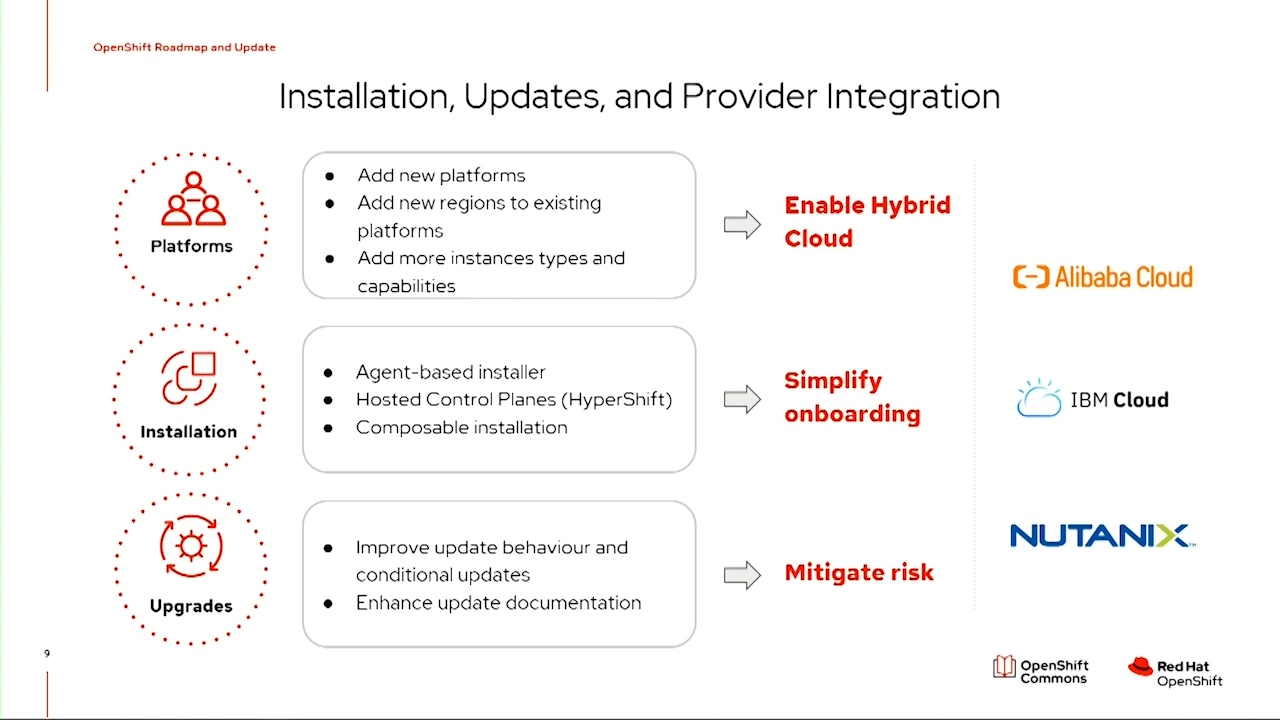 OpenShift Roadmap and Update
Installation, Updates, and Provider Integration
Platforms
● Add new platforms
● Add new regions to existing
platforms
● Add more instances types and
capabilities
Enable Hybrid
Cloud
Installation
● Agent-based installer
● Hosted Control Planes (HyperShift)
● Composable installation
Simplify
onboarding
Upgrades
● Improve update behaviour and
conditional updates
● Enhance update documentation
Mitigate risk
Alibaba Cloud
IBM Cloud
NUTANIX™
9
OpenShift
Commons
Red Hat
OpenShift